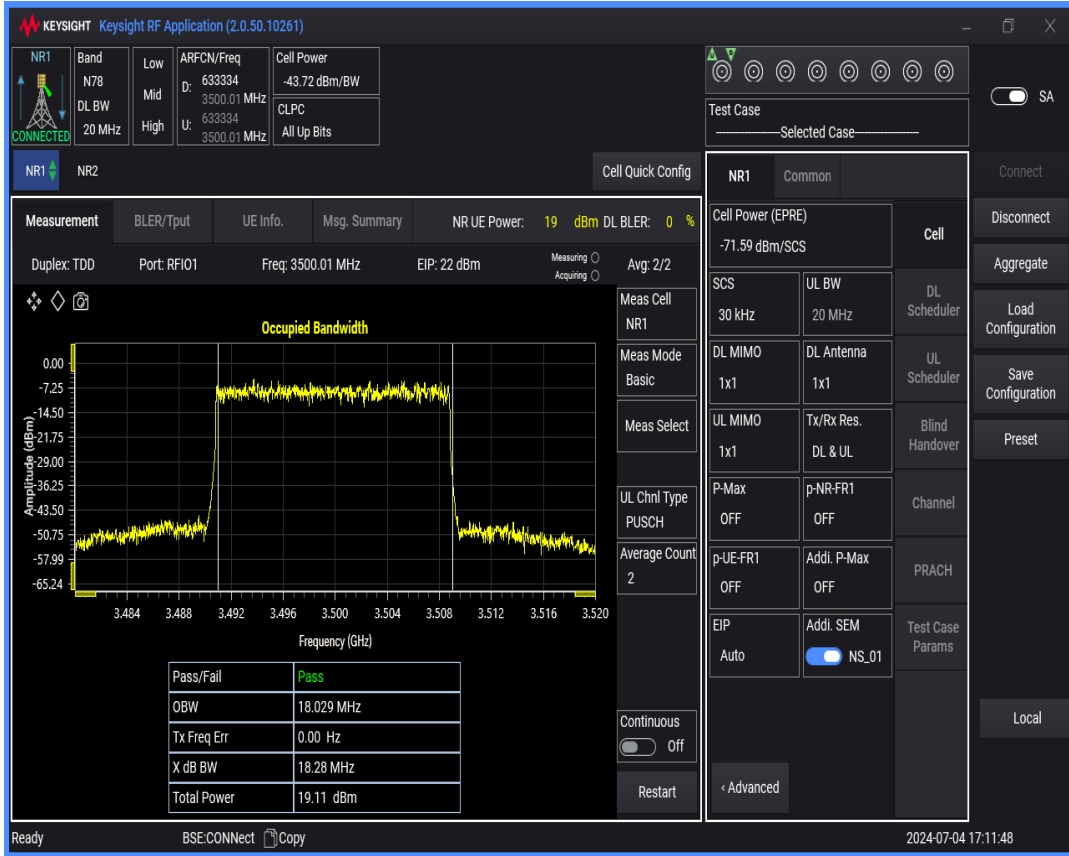 KEYSIGHT Keysight RF Application (2.0.50.10261)
NR1
CONNECTED
Band
N78
DL BW
20 MHz
Low
Mid
High
ARFCN/Freq
D: 633334
3500.01 MHz
U: 633334
3500.01 MHz
Cell Power
-43.72 dBm/BW
CLPC
All Up Bits
Test Case
--------------------Selected Case------------------
SA
NR1
NR2
Cell Quick Config
Measurement BLER/Tput UE Info. Msg. Summary NR UE Power: 19 dBm DL BLER: 0 %
Duplex: TDD Port: RFIO1 Freq: 3500.01 MHz EIP: 22 dBm Measuring Acquiring Avg: 2/2
Occupied Bandwidth
Amplitude (dBm)
0.00
-7.25
-14.50
-21.75
-29.00
-36.25
-43.50
-50.75
-57.99
-65.24
3.484 3.488 3.492 3.496 3.500 3.504 3.508 3.512 3.516 3.520
Frequency (GHz)
Pass/Fail Pass
OBW 18.029 MHz
Tx Freq Err 0.00 Hz
X dB BW 18.28 MHz
Total Power 19.11 dBm
Meas Cell
NR1
Meas Mode
Basic
Meas Select
UL Chnl Type
PUSCH
Average Count
2
Continuous
Off
Restart
NR1 Common
Cell Power (EPRE)
-71.59 dBm/SCS
SCS
30 kHz
UL BW
20 MHz
DL MIMO
1x1
DL Antenna
1x1
UL MIMO
1x1
Tx/Rx Res.
DL & UL
P-Max
OFF
p-NR-FR1
OFF
p-UE-FR1
OFF
Addi. P-Max
OFF
EIP
Auto
Addi. SEM
NS_01
‹ Advanced
Cell
DL
Scheduler
UL
Scheduler
Blind
Handover
Channel
PRACH
Test Case
Params
Connect
Disconnect
Aggregate
Load
Configuration
Save
Configuration
Preset
Local
Ready BSE:CONNect Copy 2024-07-04 17:11:48